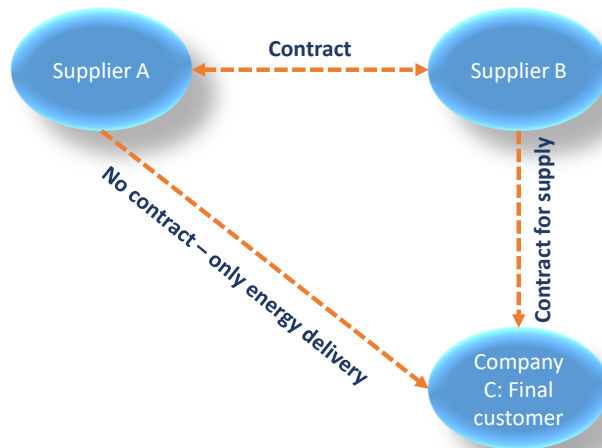 Contract
Supplier A
Supplier B
No contract – only energy delivery
Contract for supply
Company
C: Final
customer